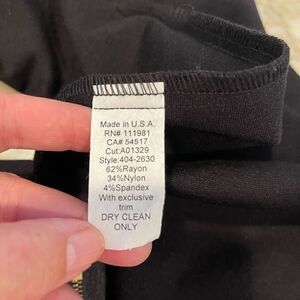 Made in U.S.A.
RN# 111981
CA# 54517
Cut:A01329
Style:404-2630
62%Rayon
34%Nylon
4%Spandex
With exclusive
trim
DRY CLEAN
ONLY